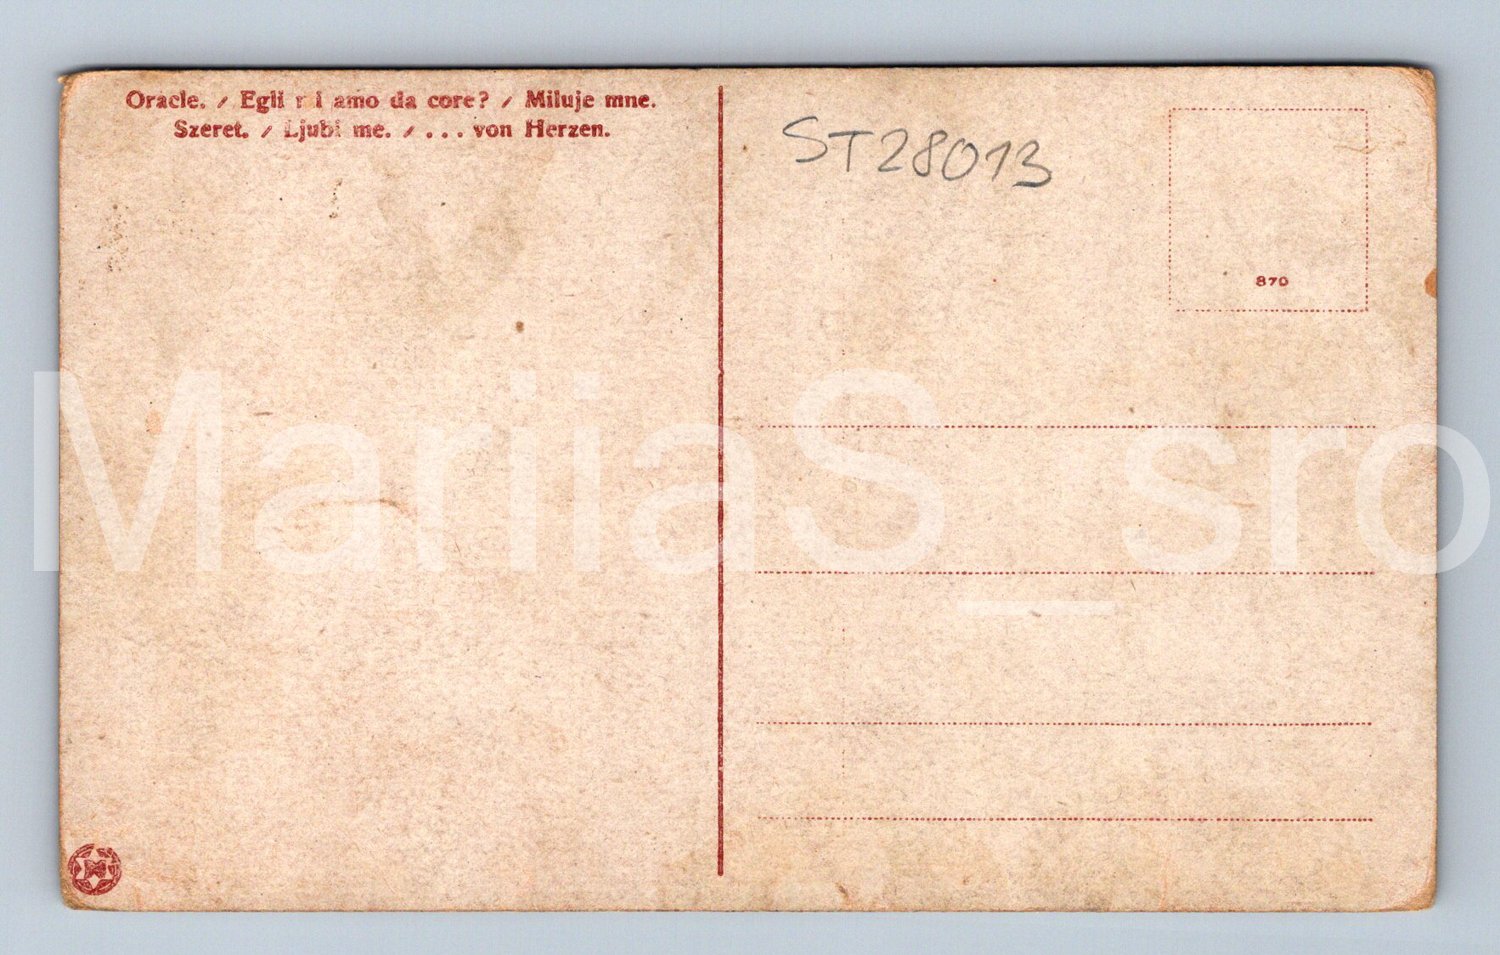 Oracle. / Egli mi amo da core? / Miluje mne.
Szeret. / Ljubi me. / . . . von Herzen.
ST28013
870
MariiaS_sro